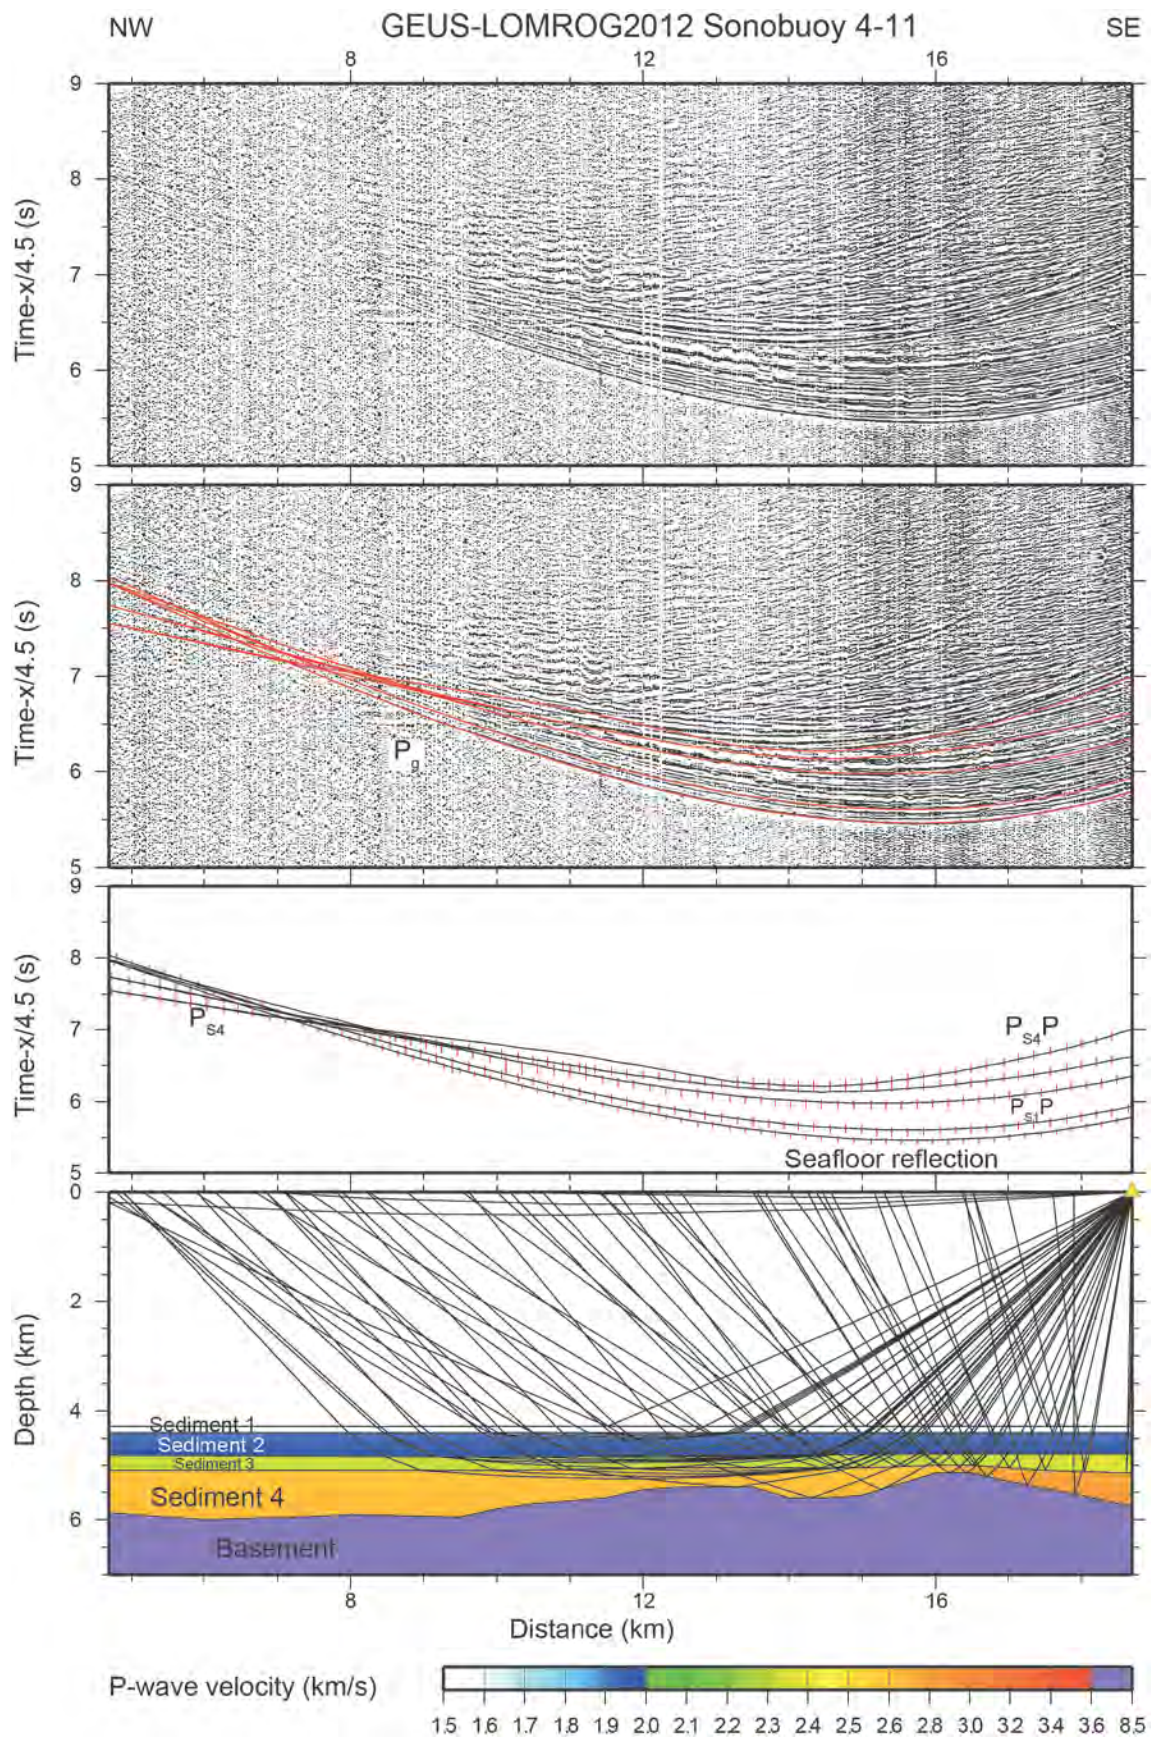 NW GEUS-LOMROG2012 Sonobuoy 4-11 SE
8 12 16
9
8
7
6
5
Time-x/4.5 (s)
9
8
7
6
5
Time-x/4.5 (s)
Pg
9
8
7
6
5
Time-x/4.5 (s)
PS4
PS4P
PS1P
Seafloor reflection
0
2
4
6
Depth (km)
Sediment 1
Sediment 2
Sediment 3
Sediment 4
Basement
8 12 16
Distance (km)
P-wave velocity (km/s)
1.5 1.6 1.7 1.8 1.9 2.0 2.1 2.2 2.3 2.4 2.5 2.6 2.8 3.0 3.2 3.4 3.6 8.5